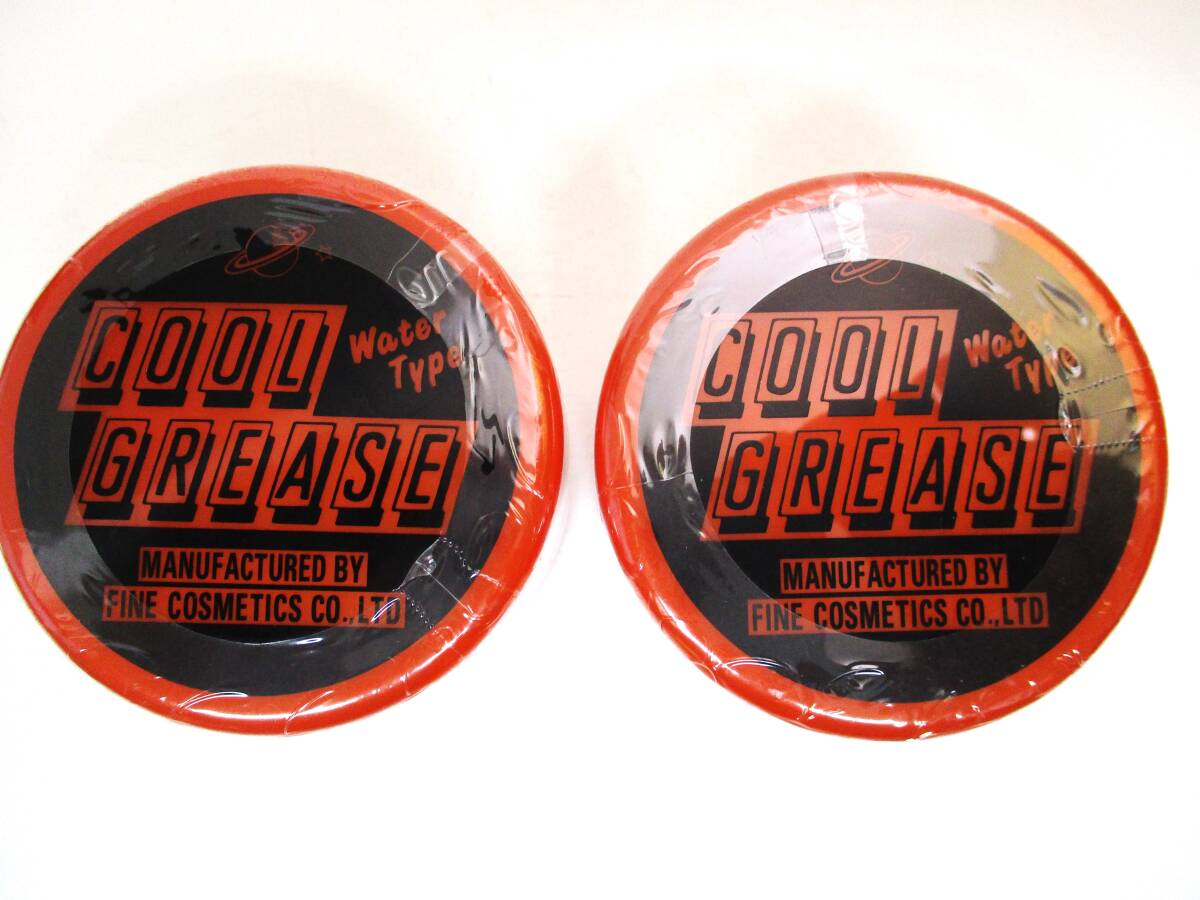 COOL
Water
Type
GREASE
MANUFACTURED BY
FINE COSMETICS CO.,LTD
COOL
Water
Type
GREASE
MANUFACTURED BY
FINE COSMETICS CO.,LTD